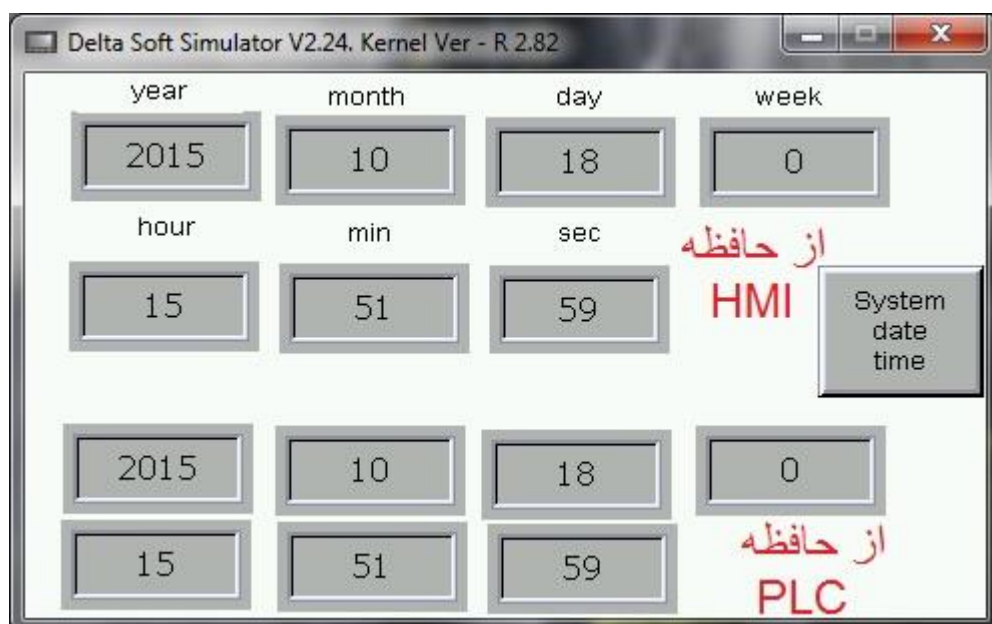 Delta Soft Simulator V2.24. Kernel Ver - R 2.82
year month day week
2015 10 18 0
hour min sec
15 51 59
از حافظه
HMI
System
date
time
2015 10 18 0
15 51 59
از حافظه
PLC